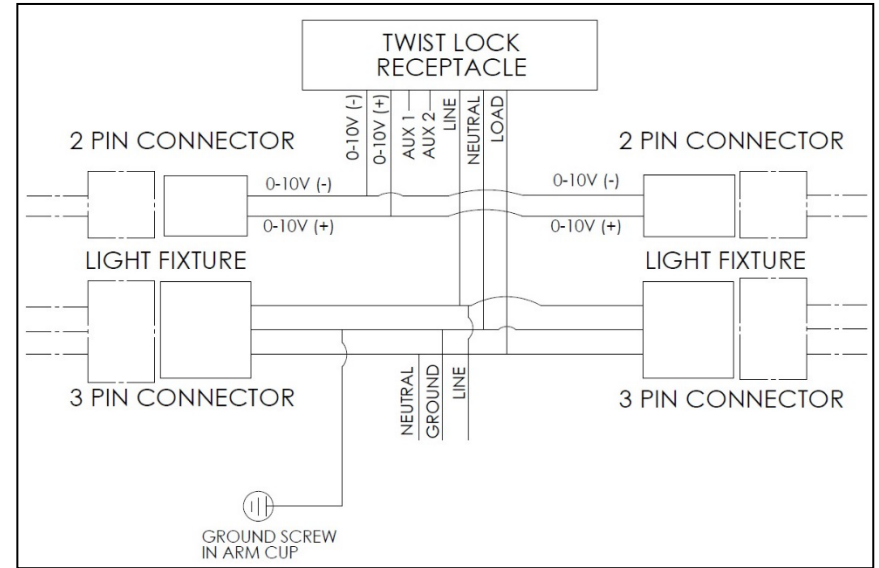 TWIST LOCK
RECEPTACLE
0-10V (-)
0-10V (+)
AUX 1
AUX 2
LINE
NEUTRAL
LOAD
2 PIN CONNECTOR
2 PIN CONNECTOR
0-10V (-)
0-10V (-)
0-10V (+)
0-10V (+)
LIGHT FIXTURE
LIGHT FIXTURE
3 PIN CONNECTOR
3 PIN CONNECTOR
NEUTRAL
GROUND
LINE
GROUND SCREW
IN ARM CUP